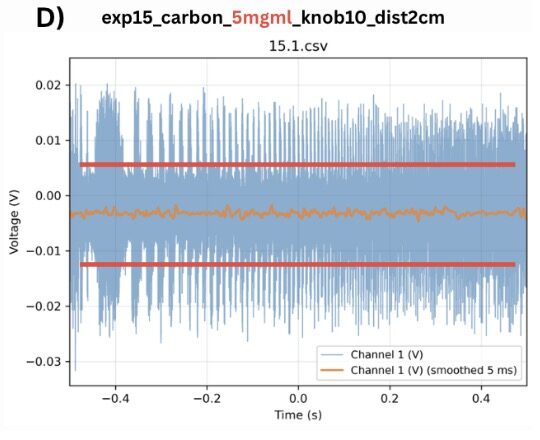 D) exp15_carbon_5mgml_knob10_dist2cm
15.1.csv
0.02
0.01
0.00
−0.01
−0.02
−0.03
Voltage (V)
Channel 1 (V)
Channel 1 (V) (smoothed 5 ms)
−0.4
−0.2
0.0
0.2
0.4
Time (s)